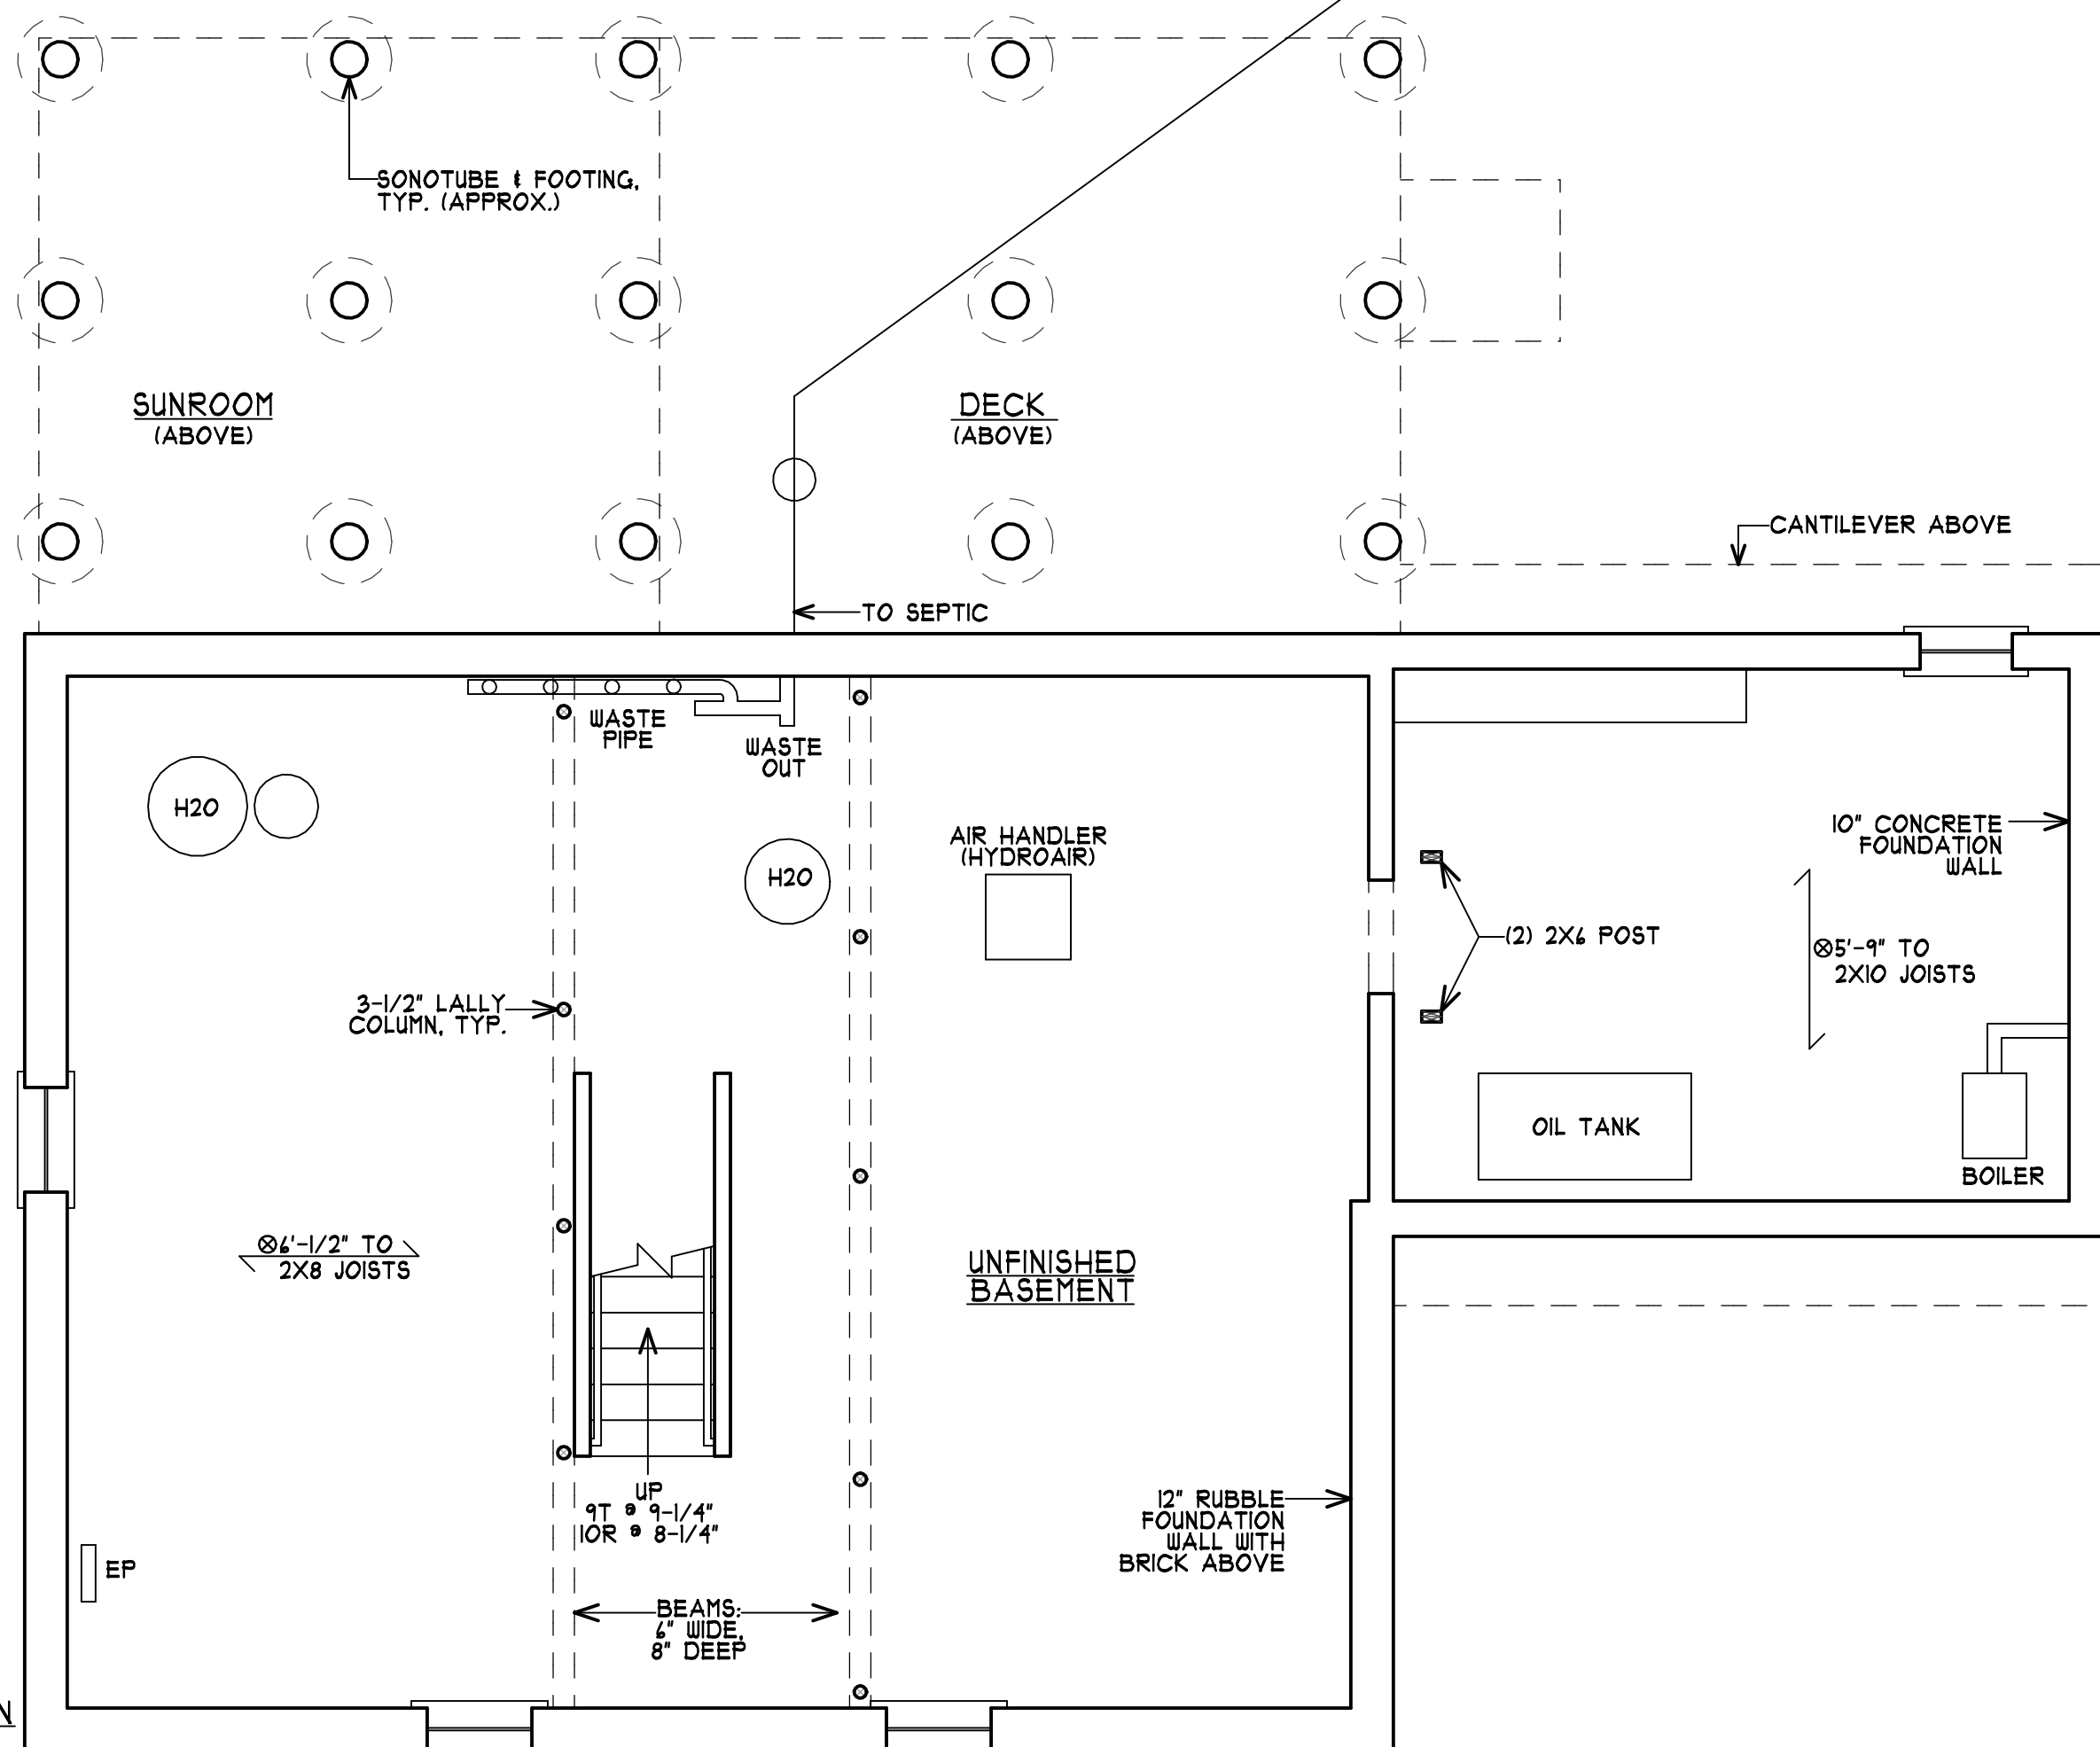 SONOTUBE & FOOTING,
TYP. (APPROX.)
SUNROOM
(ABOVE)
DECK
(ABOVE)
CANTILEVER ABOVE
TO SEPTIC
WASTE
PIPE
WASTE
OUT
H20
H20
AIR HANDLER
(HYDROAIR)
10" CONCRETE
FOUNDATION
WALL
(2) 2X6 POST
5'-9" TO
2X10 JOISTS
3-1/2" LALLY
COLUMN, TYP.
OIL TANK
BOILER
6'-1/2" TO
2X8 JOISTS
UNFINISHED
BASEMENT
UP
9T @ 9-1/4"
10R @ 8-1/4"
12" RUBBLE
FOUNDATION
WALL WITH
BRICK ABOVE
EP
BEAMS:
6" WIDE,
8" DEEP
N